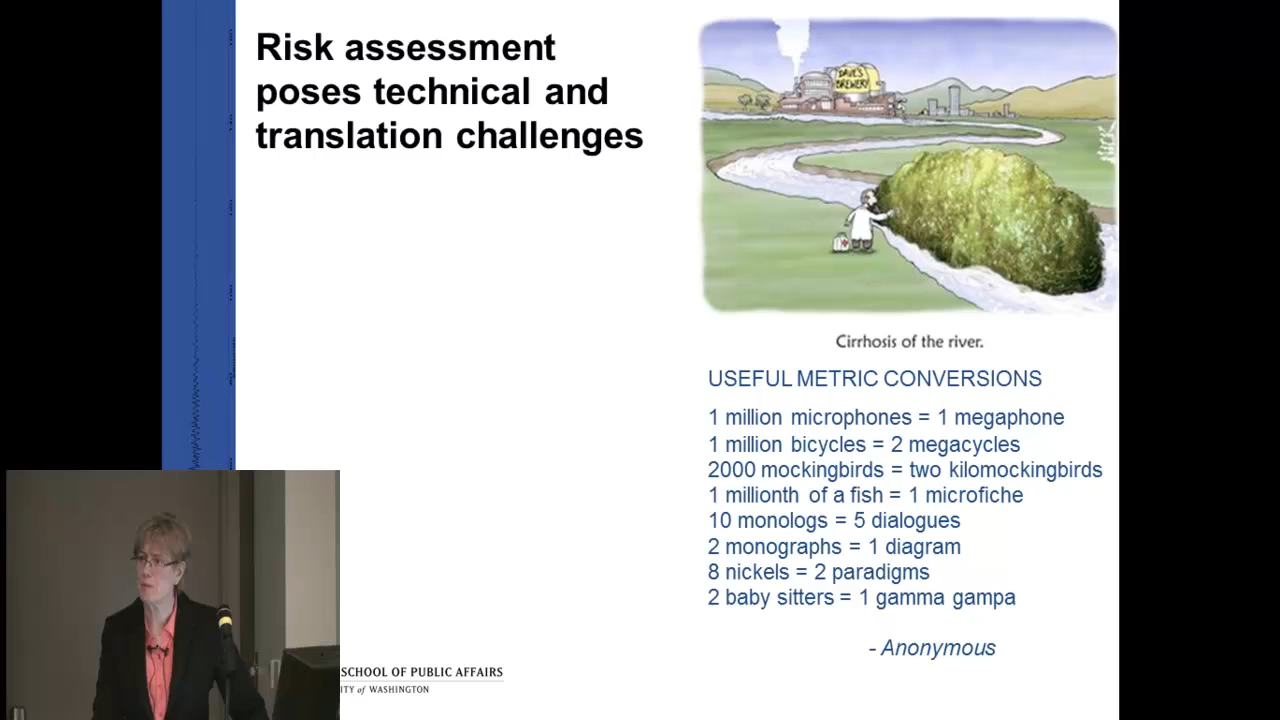 Risk assessment
poses technical and
translation challenges
DAVE'S
BREWERY
Cirrhosis of the river.
USEFUL METRIC CONVERSIONS
1 million microphones = 1 megaphone
1 million bicycles = 2 megacycles
2000 mockingbirds = two kilomockingbirds
1 millionth of a fish = 1 microfiche
10 monologs = 5 dialogues
2 monographs = 1 diagram
8 nickels = 2 paradigms
2 baby sitters = 1 gamma gampa
- Anonymous
SCHOOL OF PUBLIC AFFAIRS
ITY of WASHINGTON